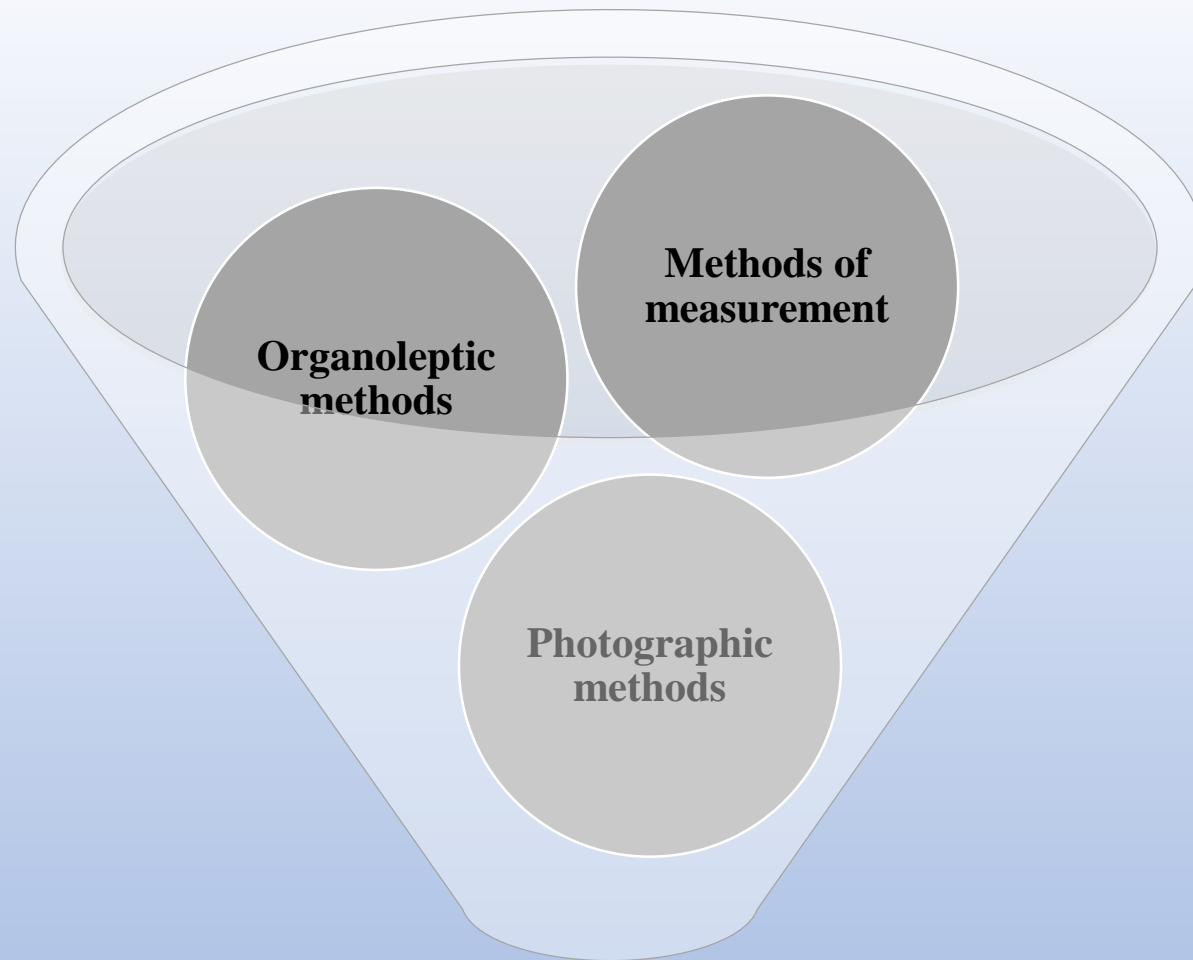 Methods of
measurement
Organoleptic
methods
Photographic
methods